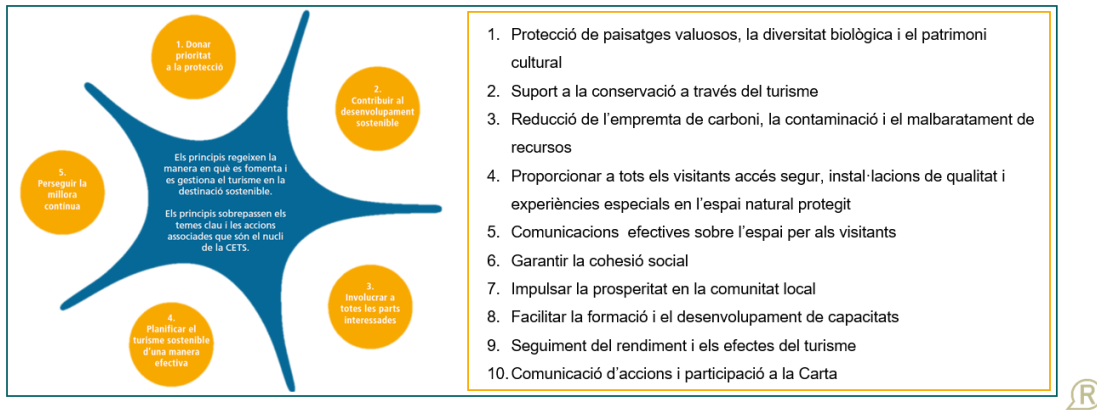 1. Donar
prioritat
a la protecció
2.
Contribuir al
desenvolupament
sostenible
3.
Involucrar a
totes les parts
interessades
4.
Planificar el
turisme sostenible
d'una manera
efectiva
5.
Perseguir la
millora
contínua
Els principis regeixen la
manera en què es fomenta i
es gestiona el turisme en la
destinació sostenible.
Els principis sobrepassen els
temes clau i les accions
associades que són el nucli
de la CETS.
1. Protecció de paisatges valuosos, la diversitat biològica i el patrimoni
cultural
2. Suport a la conservació a través del turisme
3. Reducció de l'empremta de carboni, la contaminació i el malbaratament de
recursos
4. Proporcionar a tots els visitants accés segur, instal·lacions de qualitat i
experiències especials en l'espai natural protegit
5. Comunicacions efectives sobre l'espai per als visitants
6. Garantir la cohesió social
7. Impulsar la prosperitat en la comunitat local
8. Facilitar la formació i el desenvolupament de capacitats
9. Seguiment del rendiment i els efectes del turisme
10. Comunicació d'accions i participació a la Carta
R